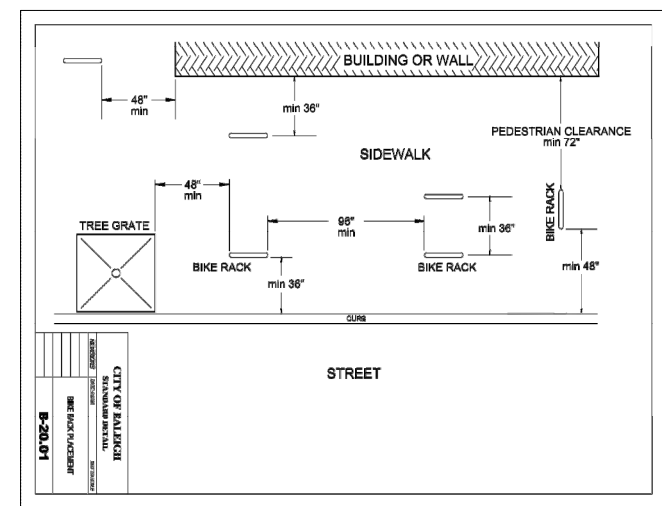 BUILDING OR WALL
48"
min
min 36"
PEDESTRIAN CLEARANCE
min 72"
SIDEWALK
48"
min
TREE GRATE
96"
min
min 36"
BIKE RACK
BIKE RACK
BIKE RACK
min 36"
min 48"
CURB
STREET
CITY OF RALEIGH
STANDARD DETAIL
BIKE RACK PLACEMENT
B-20.01